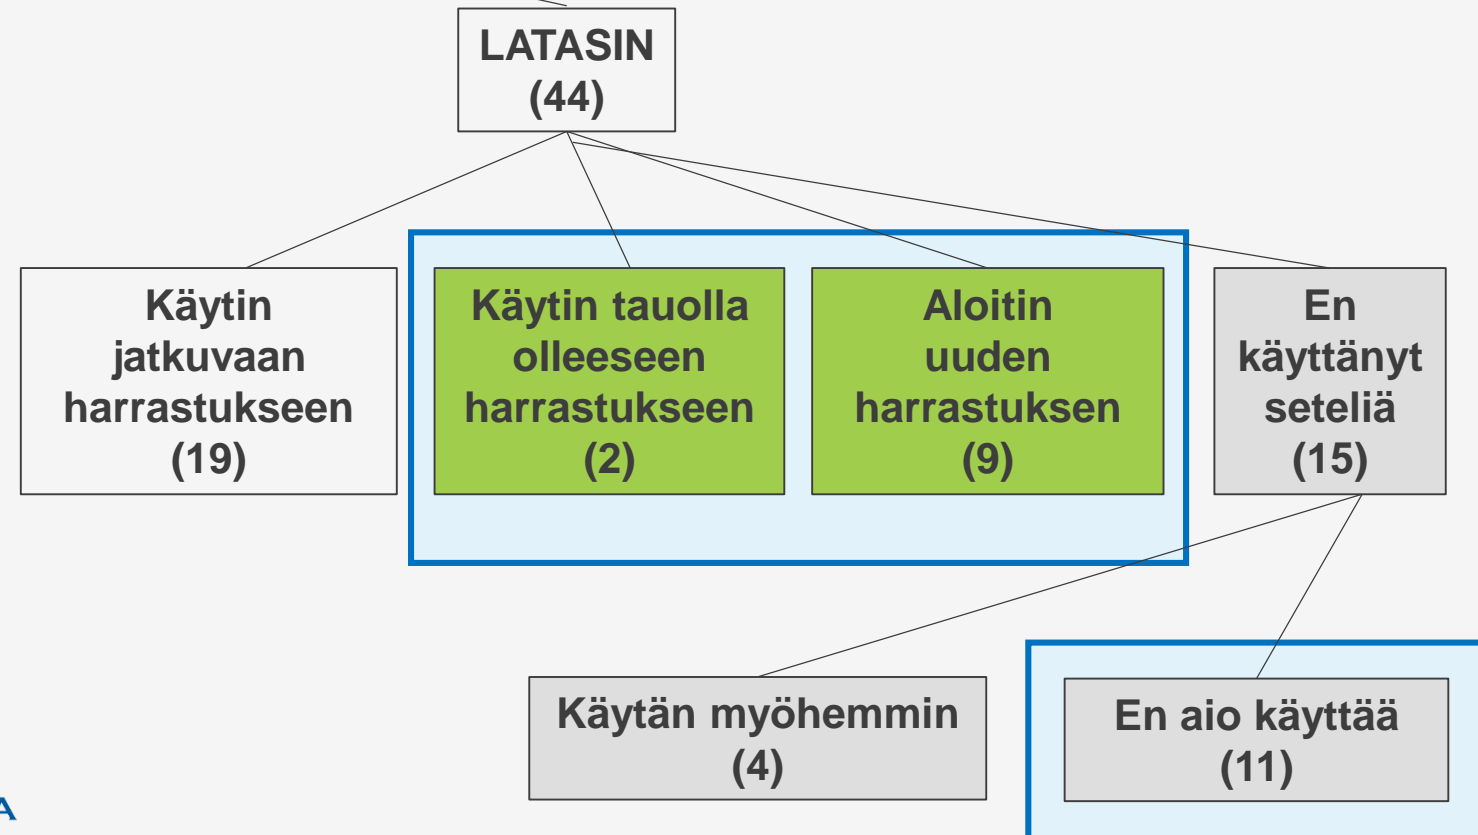 LATASIN
(44)
Käytin
jatkuvaan
harrastukseen
(19)
Käytin tauolla
olleeseen
harrastukseen
(2)
Aloitin
uuden
harrastuksen
(9)
En
käyttänyt
seteliä
(15)
Käytän myöhemmin
(4)
En aio käyttää
(11)
A